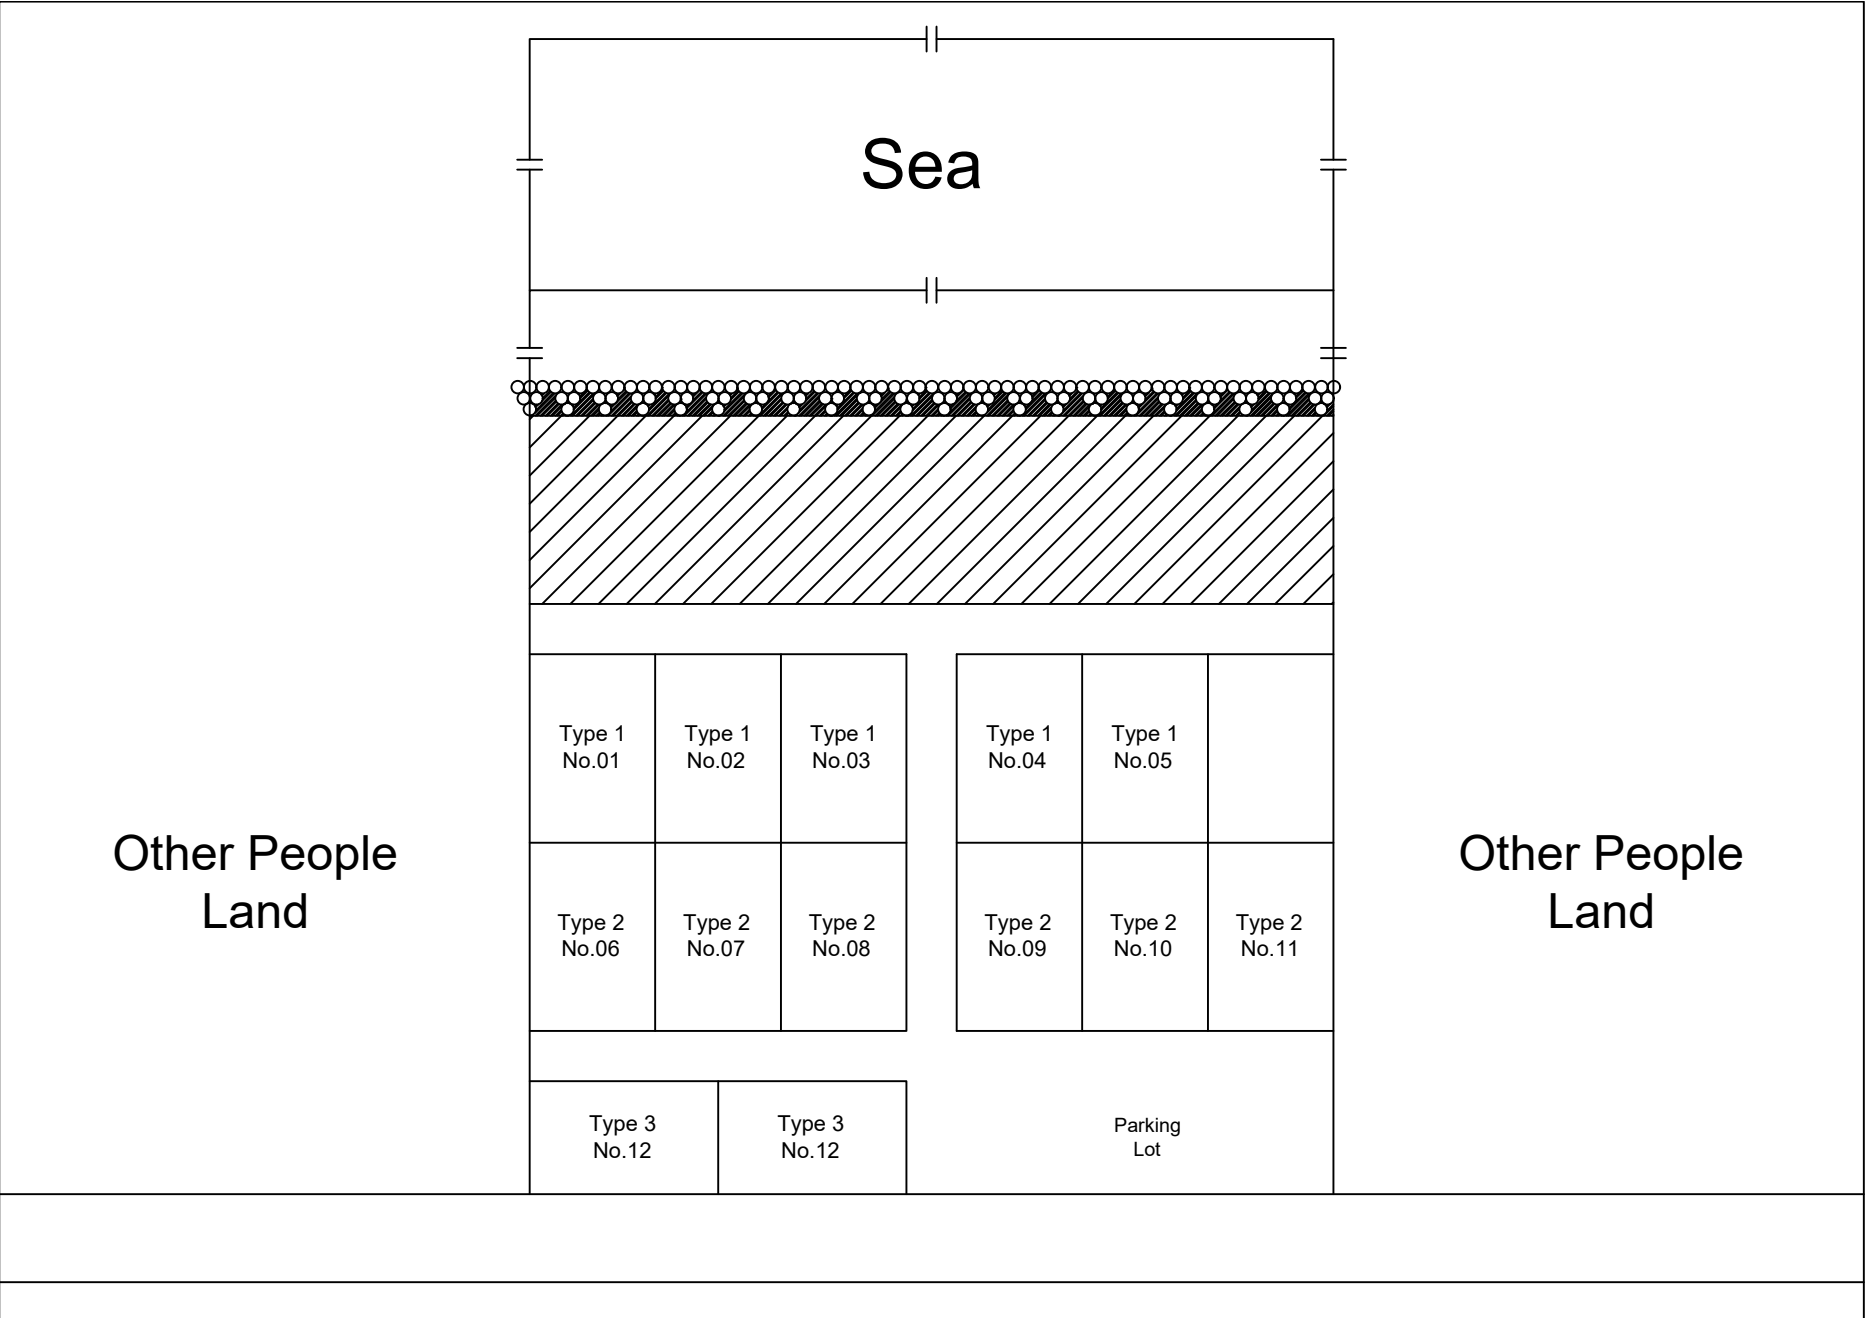 Sea
Type 1
No.01
Type 1
No.02
Type 1
No.03
Type 1
No.04
Type 1
No.05
Other People
Land
Other People
Land
Type 2
No.06
Type 2
No.07
Type 2
No.08
Type 2
No.09
Type 2
No.10
Type 2
No.11
Type 3
No.12
Type 3
No.12
Parking
Lot